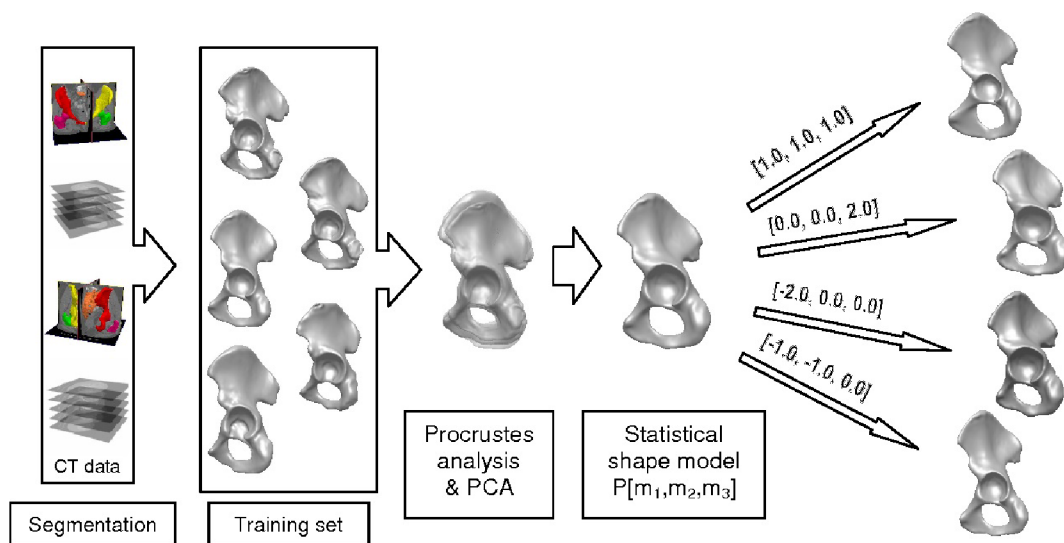 CT data
Segmentation
Training set
Procrustes
analysis
& PCA
Statistical
shape model
P[m₁,m₂,m₃]
[1.0, 1.0, 1.0]
[0.0, 0.0, 2.0]
[-2.0, 0.0, 0.0]
[-1.0, -1.0, 0.0]